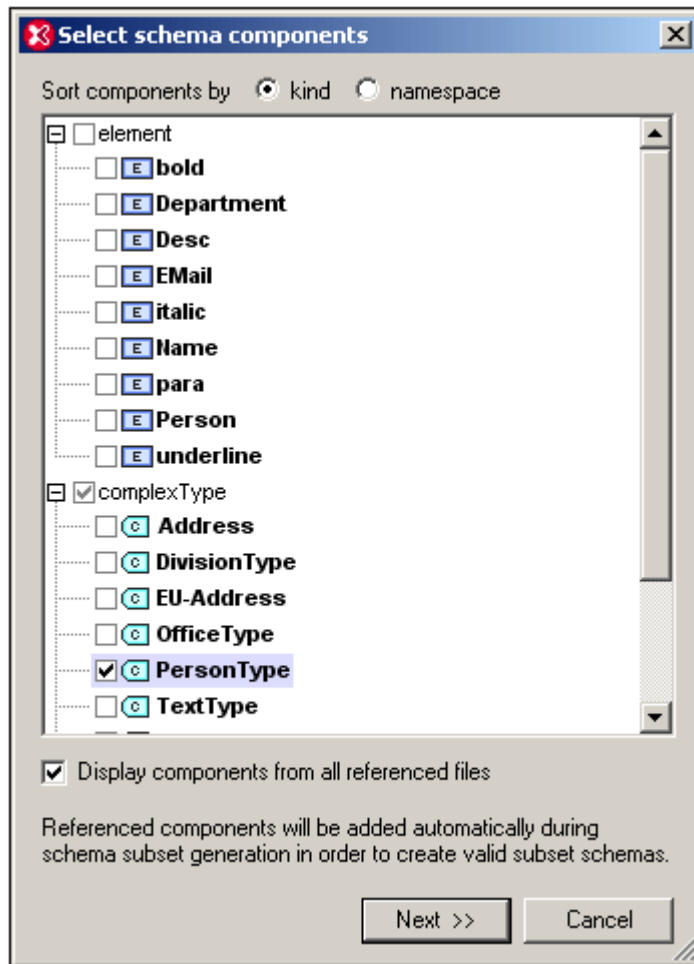 Select schema components
Sort components by kind namespace
element
E bold
E Department
E Desc
E EMail
E italic
E Name
E para
E Person
E underline
complexType
C Address
C DivisionType
C EU-Address
C OfficeType
C PersonType
C TextType
Display components from all referenced files
Referenced components will be added automatically during
schema subset generation in order to create valid subset schemas.
Next >> Cancel